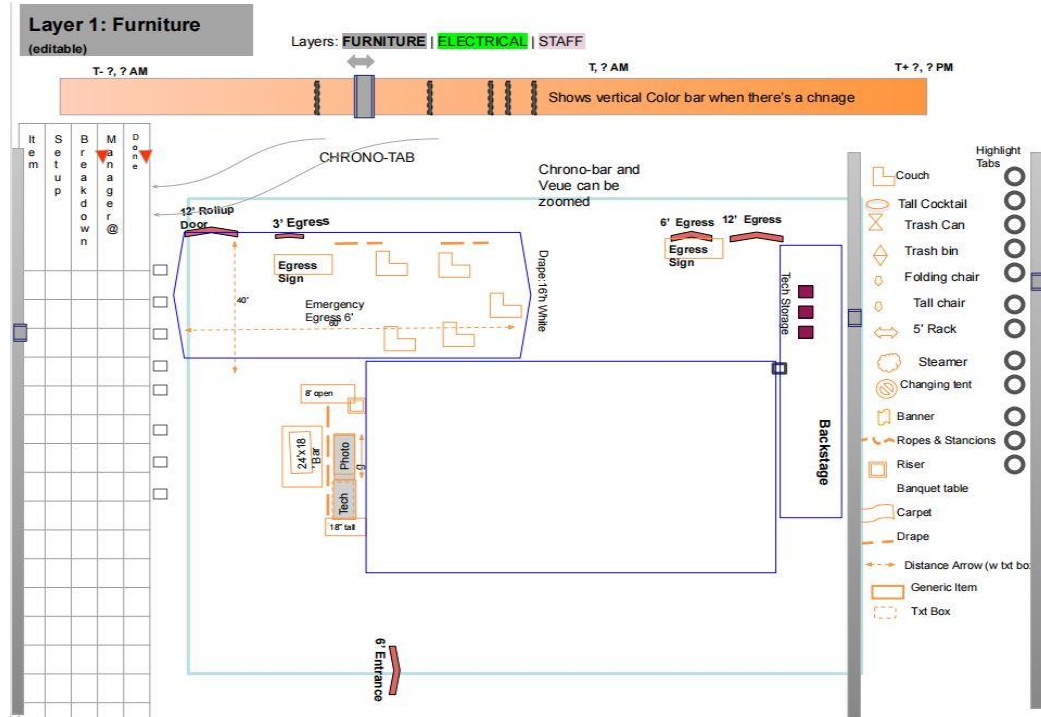 Layer 1: Furniture
(editable)
Layers: FURNITURE | ELECTRICAL | STAFF
T- ?, ? AM
T, ? AM
T+ ?, ? PM
Shows vertical Color bar when there's a chnage
Item
Setup
Breakdown
Manager@
Done
CHRONO-TAB
Chrono-bar and
Veue can be
zoomed
12' Rollup
Door
3' Egress
6' Egress
12' Egress
Egress
Sign
Egress
Sign
Emergency
Egress 6'
40'
60'
Drape:16'h White
Tech Storage
Backstage
8' open
24'x18
' Bar
Photo
g
Tech
18" tall
6' Entrance
Highlight
Tabs
Couch
Tall Cocktail
Trash Can
Trash bin
Folding chair
Tall chair
5' Rack
Steamer
Changing tent
Banner
Ropes & Stancions
Riser
Banquet table
Carpet
Drape
Distance Arrow (w txt bo
Generic Item
Txt Box